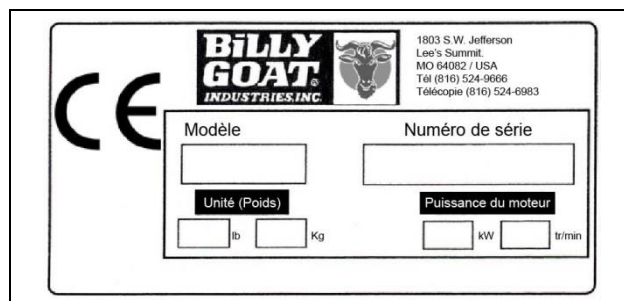 BiLLY
GOAT®
INDUSTRIES,INC.
1803 S.W. Jefferson
Lee's Summit.
MO 64082 / USA
Tél (816) 524-9666
Télécopie (816) 524-6983
CE
Modèle
Numéro de série
Unité (Poids)
Puissance du moteur
lb
Kg
kW
tr/min